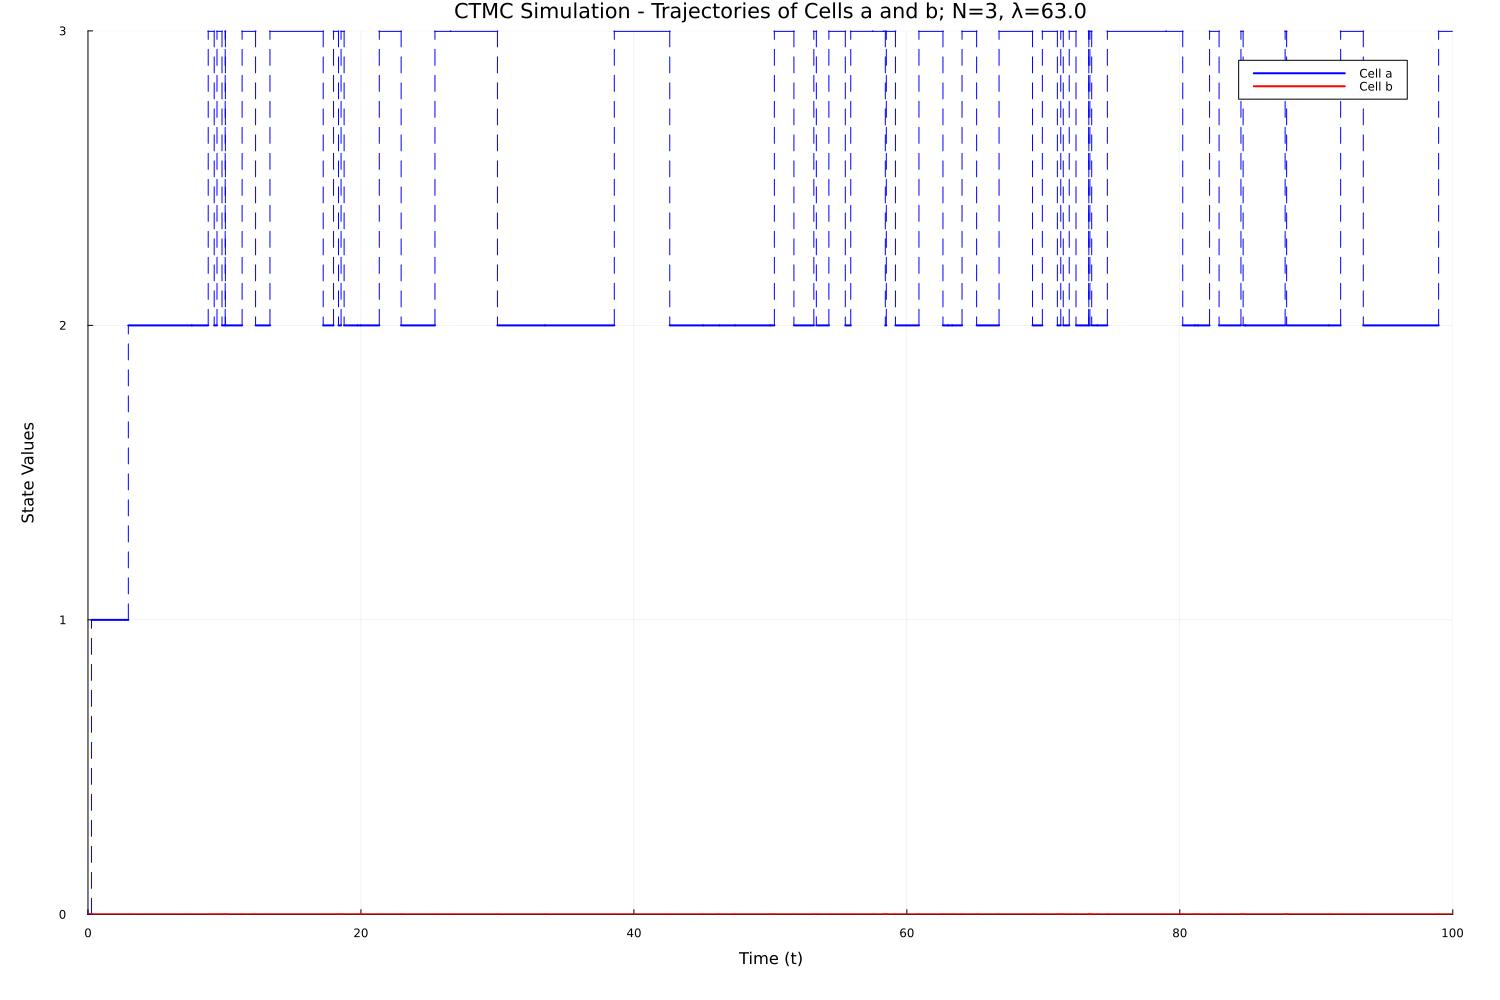 CTMC Simulation - Trajectories of Cells a and b; N=3, λ=63.0
3
Cell a
Cell b
2
State Values
1
0
0 20 40 60 80 100
Time (t)